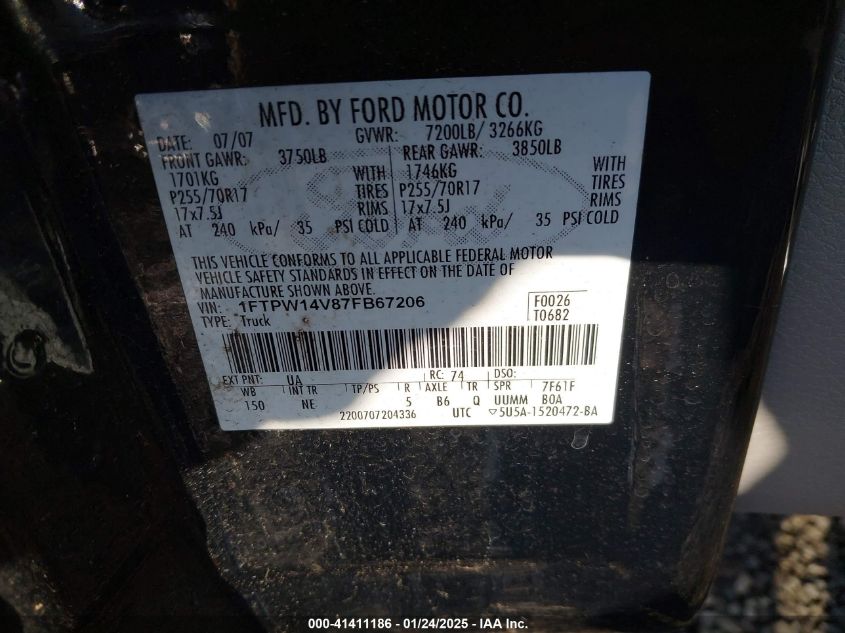 MFD. BY FORD MOTOR CO.
DATE: 07/07 GVWR: 7200LB/ 3266KG
FRONT GAWR: 3750LB REAR GAWR: 3850LB
1701KG WITH 1746KG WITH
P255/70R17 TIRES P255/70R17 TIRES
17x7.5J RIMS 17x7.5J RIMS
AT 240 kPa/ 35 PSI COLD AT 240 kPa/ 35 PSI COLD
THIS VEHICLE CONFORMS TO ALL APPLICABLE FEDERAL MOTOR
VEHICLE SAFETY STANDARDS IN EFFECT ON THE DATE OF
MANUFACTURE SHOWN ABOVE.
VIN: 1FTPW14V87FB67206 F0026
TYPE: Truck T0682
EXT PNT: UA RC: 74 DSO:
WB INT TR TP/PS R AXLE TR SPR 7F61F
150 NE 5 B6 Q UUMM BOA
2200707204336 UTC ▽5U5A-1520472-BA
Ford
000-41411186 - 01/24/2025 - IAA Inc.